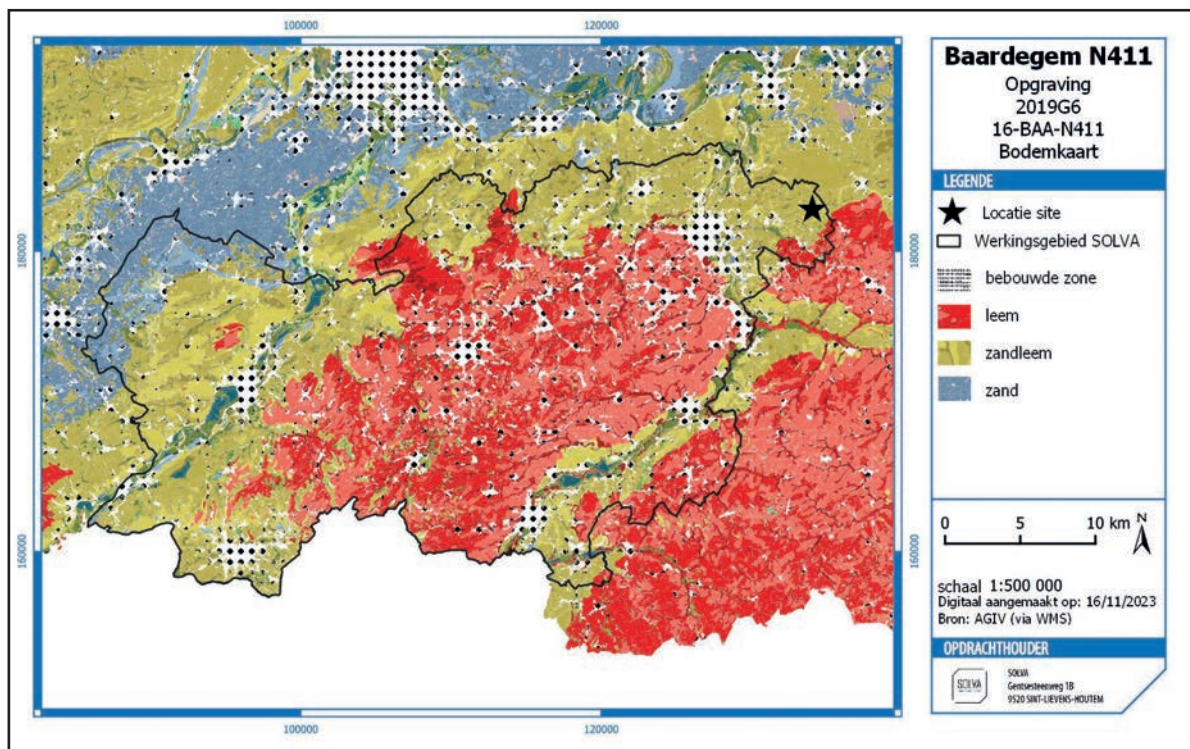 100000
120000
180000
160000
180000
160000
100000
120000
Baardegem N411
Opgraving
2019G6
16-BAA-N411
Bodemkaart
LEGENDE
Locatie site
Werkingsgebied SOLVA
bebouwde zone
leem
zandleem
zand
0 5 10 km N
schaal 1:500 000
Digitaal aangemaakt op: 16/11/2023
Bron: AGIV (via WMS)
OPDRACHTHOUDER
SOLVA
SOLVA
Gentsesteenweg 1B
9520 SINT-LIEVENS-HOUTEM